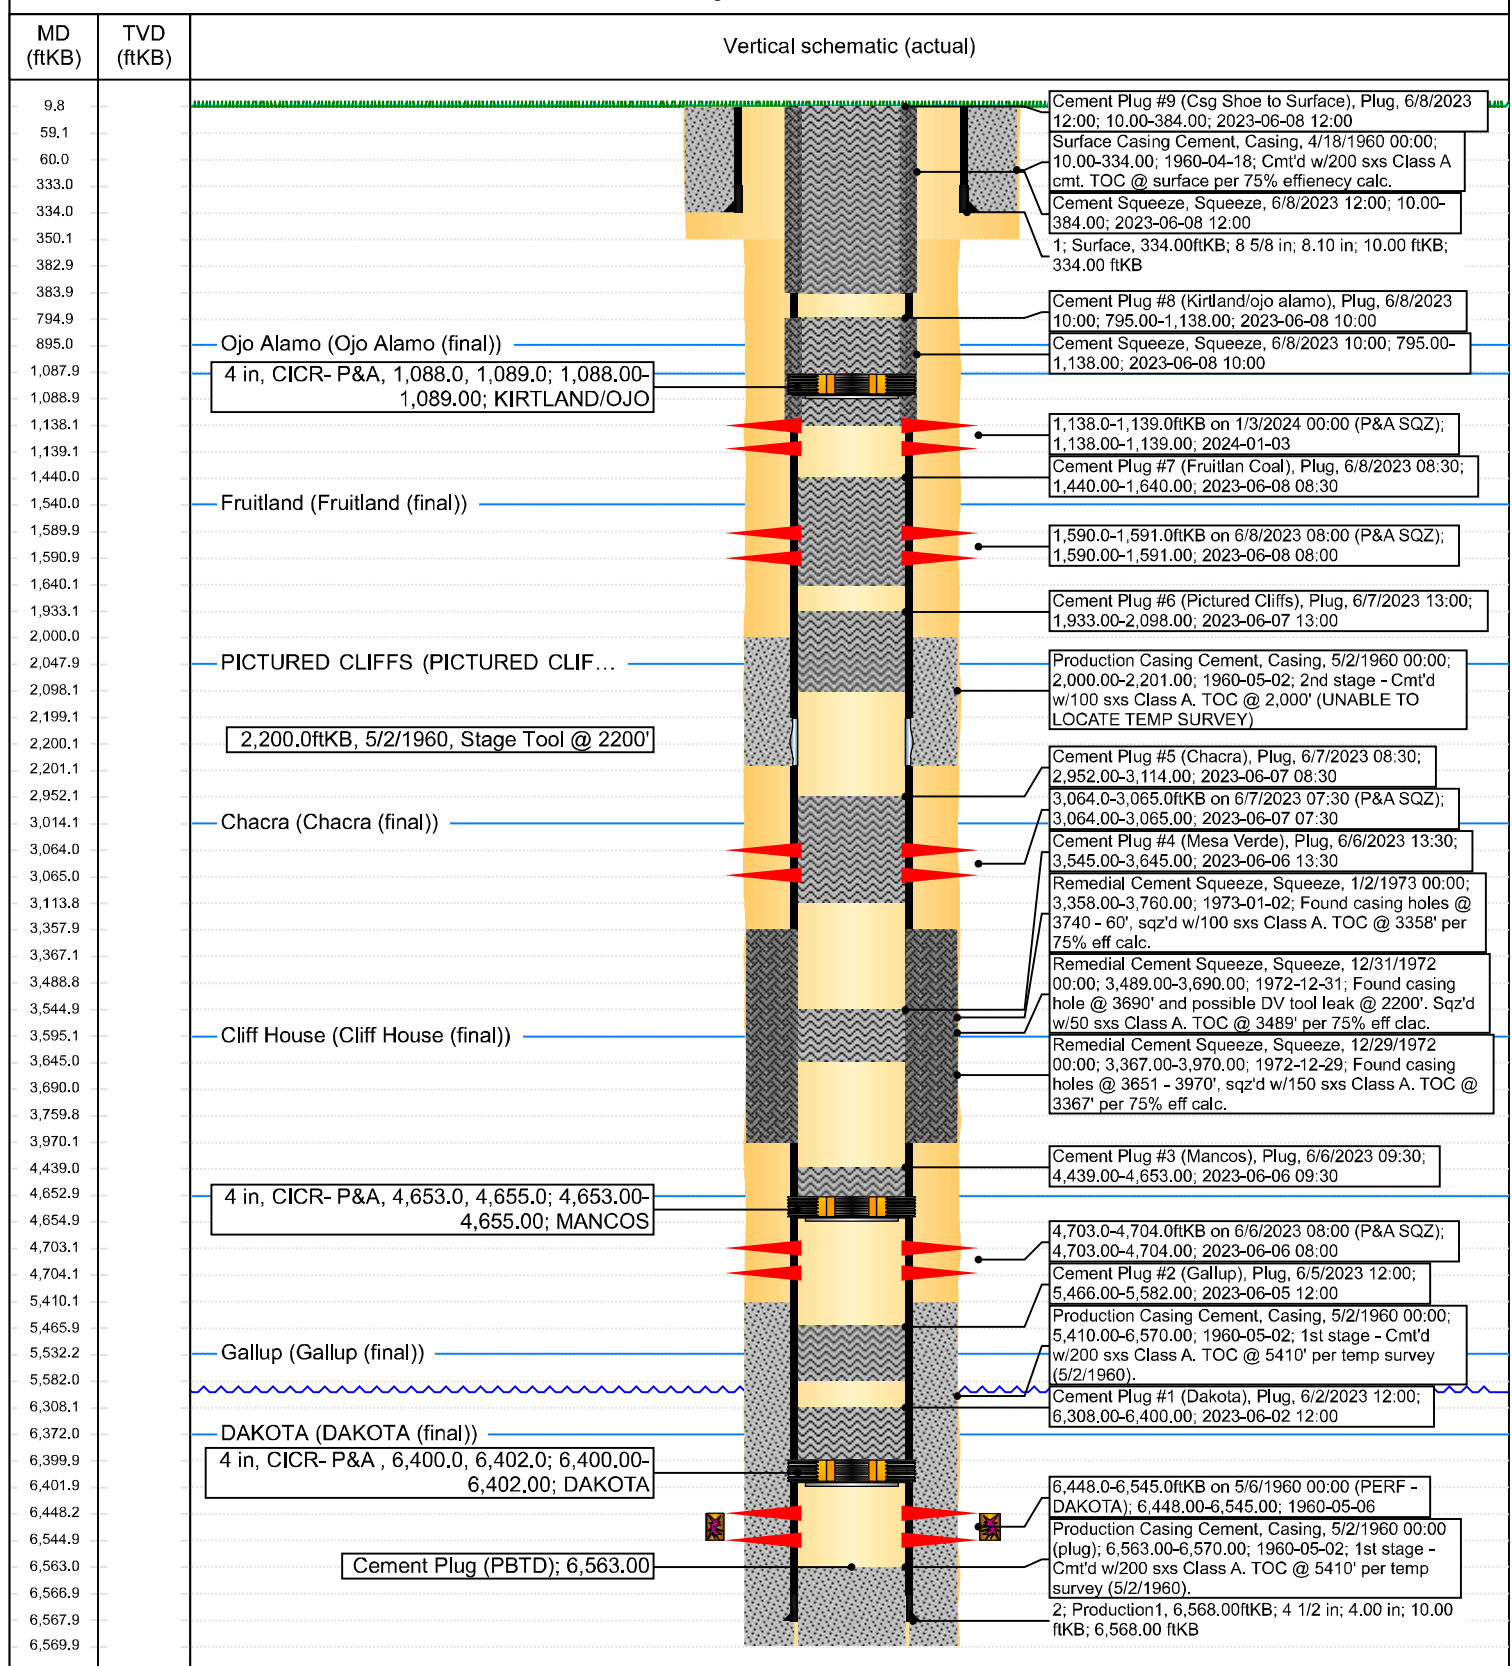 MD
(ftKB)
TVD
(ftKB)
Vertical schematic (actual)
9.8
59.1
60.0
333.0
334.0
350.1
382.9
383.9
794.9
895.0
1,087.9
1,088.9
1,138.1
1,139.1
1,440.0
1,540.0
1,589.9
1,590.9
1,640.1
1,933.1
2,000.0
2,047.9
2,098.1
2,199.1
2,200.1
2,201.1
2,952.1
3,014.1
3,064.0
3,065.0
3,113.8
3,357.9
3,367.1
3,488.8
3,544.9
3,595.1
3,645.0
3,690.0
3,759.8
3,970.1
4,439.0
4,652.9
4,654.9
4,703.1
4,704.1
5,410.1
5,465.9
5,532.2
5,582.0
6,308.1
6,372.0
6,399.9
6,401.9
6,448.2
6,544.9
6,563.0
6,566.9
6,567.9
6,569.9
Ojo Alamo (Ojo Alamo (final))
4 in, CICR- P&A, 1,088.0, 1,089.0; 1,088.00-
1,089.00; KIRTLAND/OJO
Fruitland (Fruitland (final))
PICTURED CLIFFS (PICTURED CLIF...
2,200.0ftKB, 5/2/1960, Stage Tool @ 2200'
Chacra (Chacra (final))
Cliff House (Cliff House (final))
4 in, CICR- P&A, 4,653.0, 4,655.0; 4,653.00-
4,655.00; MANCOS
Gallup (Gallup (final))
DAKOTA (DAKOTA (final))
4 in, CICR- P&A , 6,400.0, 6,402.0; 6,400.00-
6,402.00; DAKOTA
Cement Plug (PBTD); 6,563.00
Cement Plug #9 (Csg Shoe to Surface), Plug, 6/8/2023
12:00; 10.00-384.00; 2023-06-08 12:00
Surface Casing Cement, Casing, 4/18/1960 00:00;
10.00-334.00; 1960-04-18; Cmt'd w/200 sxs Class A
cmt. TOC @ surface per 75% effienecy calc.
Cement Squeeze, Squeeze, 6/8/2023 12:00; 10.00-
384.00; 2023-06-08 12:00
1; Surface, 334.00ftKB; 8 5/8 in; 8.10 in; 10.00 ftKB;
334.00 ftKB
Cement Plug #8 (Kirtland/ojo alamo), Plug, 6/8/2023
10:00; 795.00-1,138.00; 2023-06-08 10:00
Cement Squeeze, Squeeze, 6/8/2023 10:00; 795.00-
1,138.00; 2023-06-08 10:00
1,138.0-1,139.0ftKB on 1/3/2024 00:00 (P&A SQZ);
1,138.00-1,139.00; 2024-01-03
Cement Plug #7 (Fruitlan Coal), Plug, 6/8/2023 08:30;
1,440.00-1,640.00; 2023-06-08 08:30
1,590.0-1,591.0ftKB on 6/8/2023 08:00 (P&A SQZ);
1,590.00-1,591.00; 2023-06-08 08:00
Cement Plug #6 (Pictured Cliffs), Plug, 6/7/2023 13:00;
1,933.00-2,098.00; 2023-06-07 13:00
Production Casing Cement, Casing, 5/2/1960 00:00;
2,000.00-2,201.00; 1960-05-02; 2nd stage - Cmt'd
w/100 sxs Class A. TOC @ 2,000' (UNABLE TO
LOCATE TEMP SURVEY)
Cement Plug #5 (Chacra), Plug, 6/7/2023 08:30;
2,952.00-3,114.00; 2023-06-07 08:30
3,064.0-3,065.0ftKB on 6/7/2023 07:30 (P&A SQZ);
3,064.00-3,065.00; 2023-06-07 07:30
Cement Plug #4 (Mesa Verde), Plug, 6/6/2023 13:30;
3,545.00-3,645.00; 2023-06-06 13:30
Remedial Cement Squeeze, Squeeze, 1/2/1973 00:00;
3,358.00-3,760.00; 1973-01-02; Found casing holes @
3740 - 60', sqz'd w/100 sxs Class A. TOC @ 3358' per
75% eff calc.
Remedial Cement Squeeze, Squeeze, 12/31/1972
00:00; 3,489.00-3,690.00; 1972-12-31; Found casing
hole @ 3690' and possible DV tool leak @ 2200'. Sqz'd
w/50 sxs Class A. TOC @ 3489' per 75% eff clac.
Remedial Cement Squeeze, Squeeze, 12/29/1972
00:00; 3,367.00-3,970.00; 1972-12-29; Found casing
holes @ 3651 - 3970', sqz'd w/150 sxs Class A. TOC @
3367' per 75% eff calc.
Cement Plug #3 (Mancos), Plug, 6/6/2023 09:30;
4,439.00-4,653.00; 2023-06-06 09:30
4,703.0-4,704.0ftKB on 6/6/2023 08:00 (P&A SQZ);
4,703.00-4,704.00; 2023-06-06 08:00
Cement Plug #2 (Gallup), Plug, 6/5/2023 12:00;
5,466.00-5,582.00; 2023-06-05 12:00
Production Casing Cement, Casing, 5/2/1960 00:00;
5,410.00-6,570.00; 1960-05-02; 1st stage - Cmt'd
w/200 sxs Class A. TOC @ 5410' per temp survey
(5/2/1960).
Cement Plug #1 (Dakota), Plug, 6/2/2023 12:00;
6,308.00-6,400.00; 2023-06-02 12:00
6,448.0-6,545.0ftKB on 5/6/1960 00:00 (PERF -
DAKOTA); 6,448.00-6,545.00; 1960-05-06
Production Casing Cement, Casing, 5/2/1960 00:00
(plug); 6,563.00-6,570.00; 1960-05-02; 1st stage -
Cmt'd w/200 sxs Class A. TOC @ 5410' per temp
survey (5/2/1960).
2; Production1, 6,568.00ftKB; 4 1/2 in; 4.00 in; 10.00
ftKB; 6,568.00 ftKB